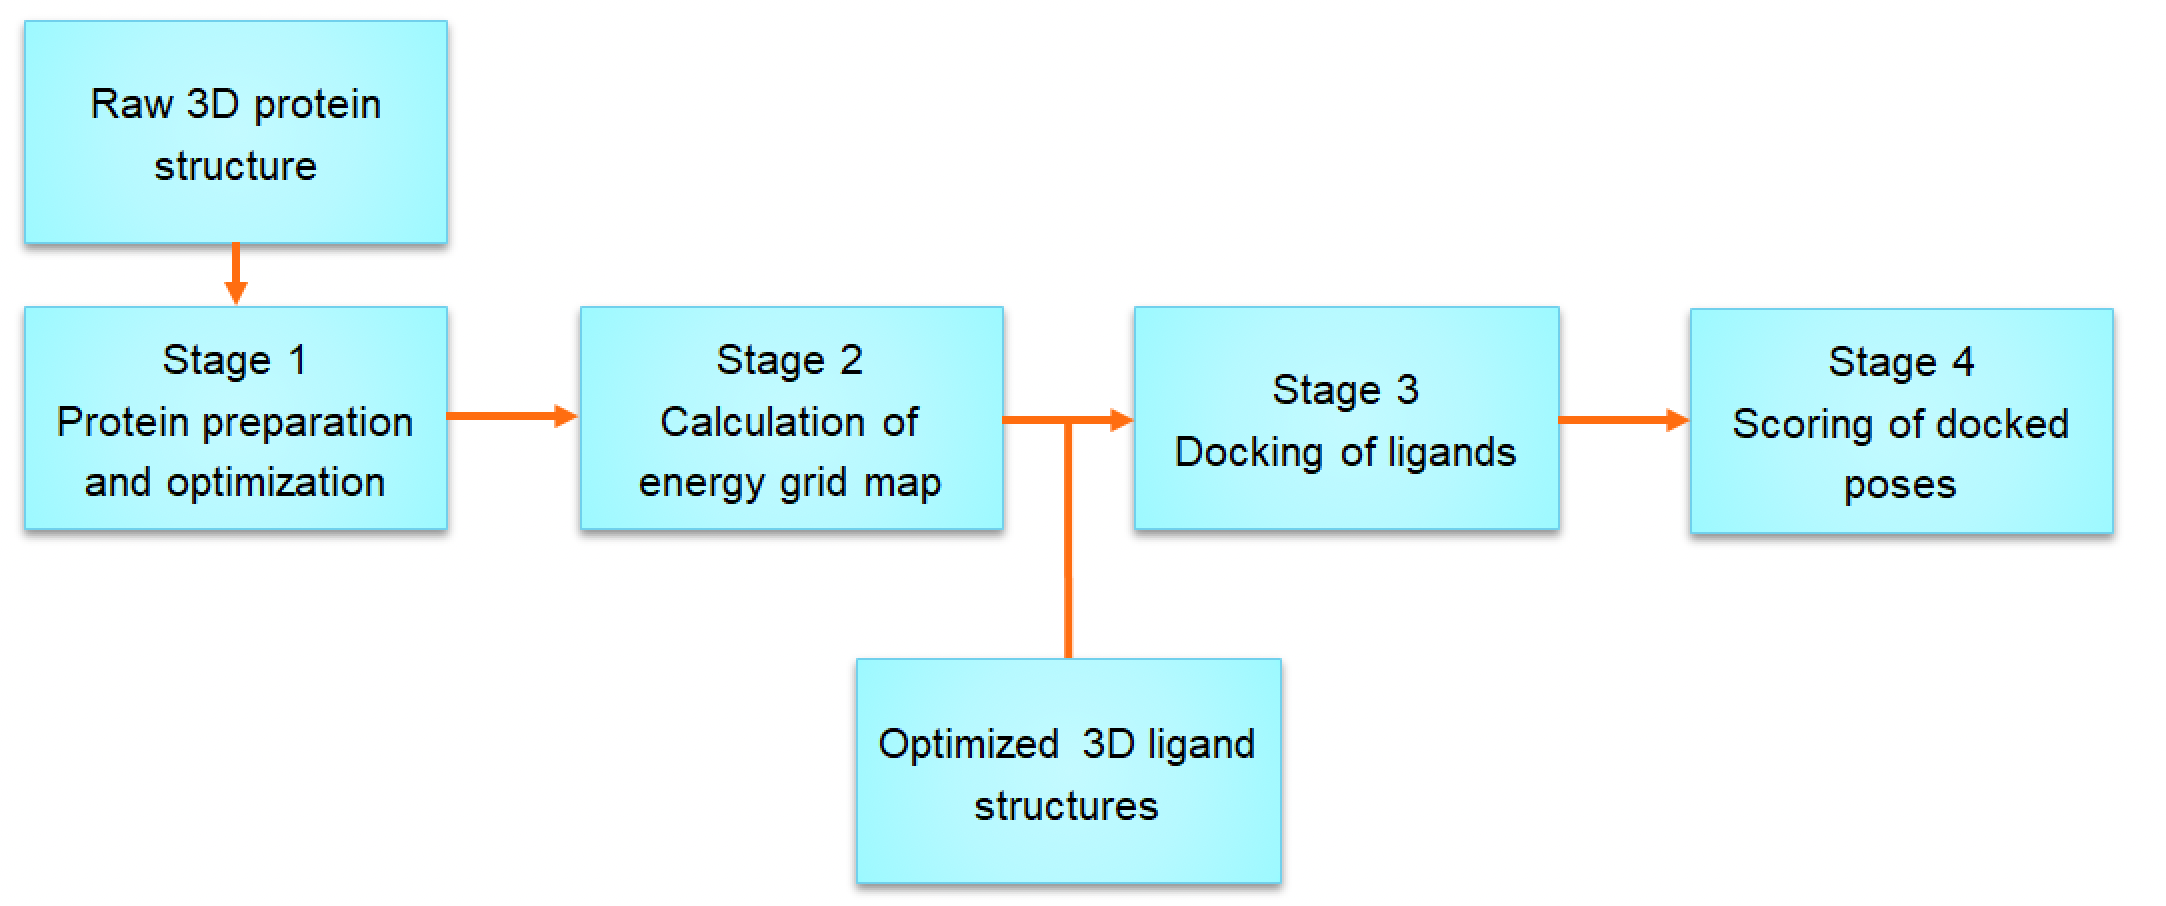 Raw 3D protein
structure
Stage 1
Protein preparation
and optimization
Stage 2
Calculation of
energy grid map
Stage 3
Docking of ligands
Stage 4
Scoring of docked
poses
Optimized 3D ligand
structures